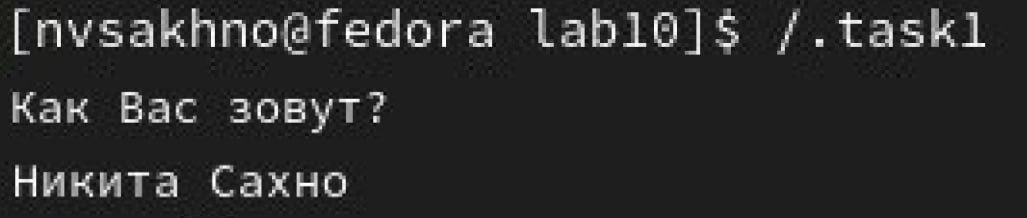 [nvsakhno@fedora lab10]$ /.task1
Как Вас зовут?
Никита Сахно